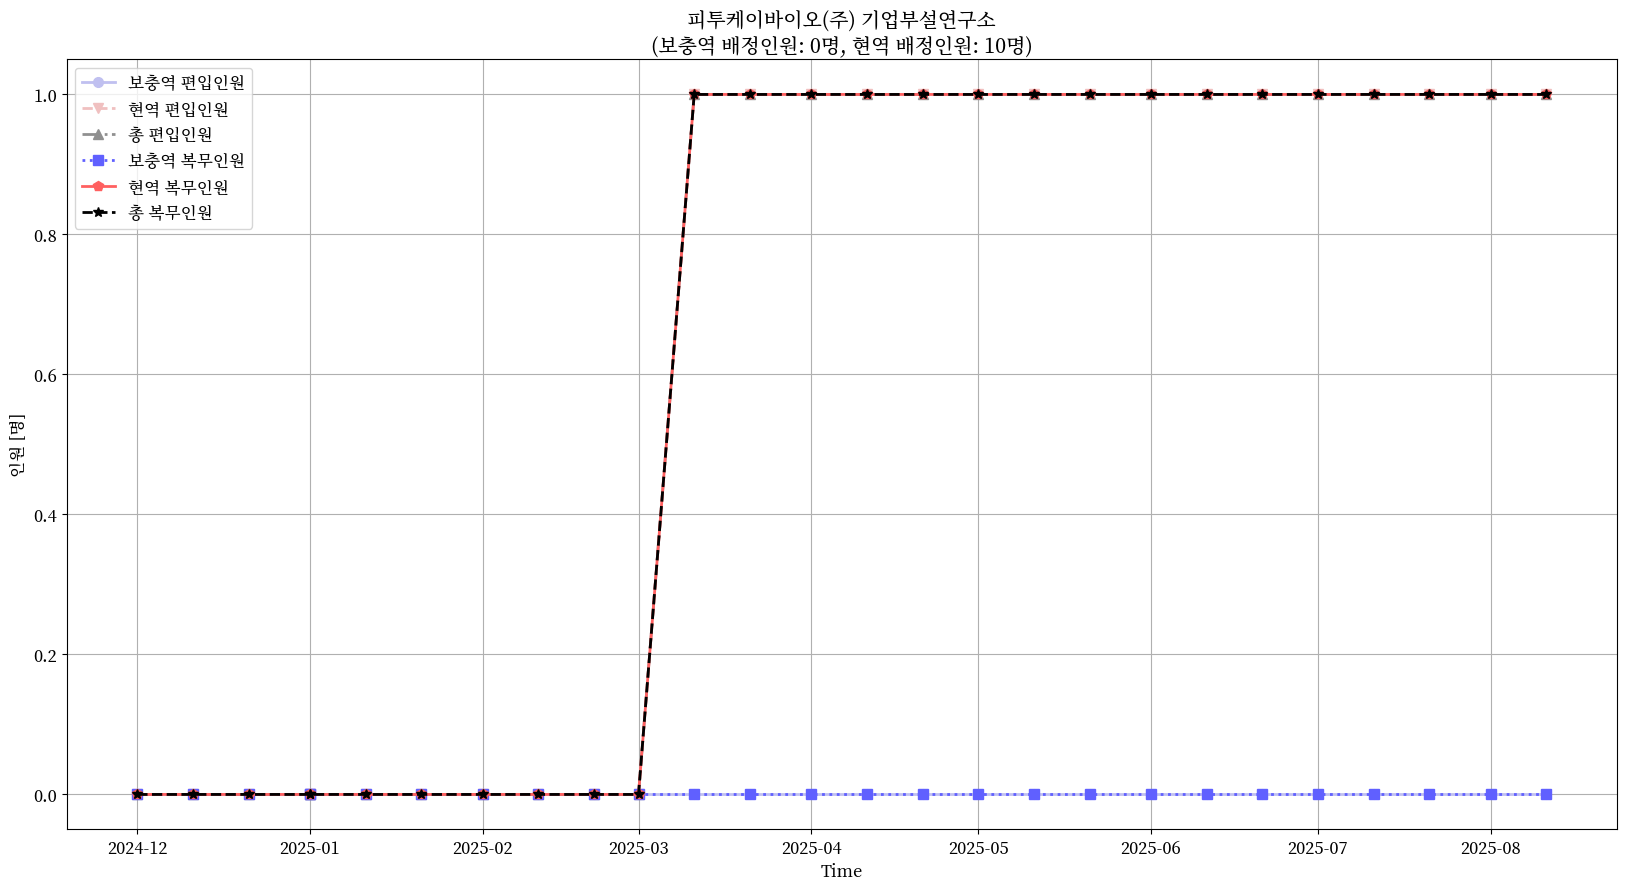 피투케이바이오(주) 기업부설연구소
(보충역 배정인원: 0명, 현역 배정인원: 10명)
보충역 편입인원
현역 편입인원
총 편입인원
보충역 복무인원
현역 복무인원
총 복무인원
1.0
0.8
0.6
0.4
0.2
0.0
인원 [명]
2024-12 2025-01 2025-02 2025-03 2025-04 2025-05 2025-06 2025-07 2025-08
Time